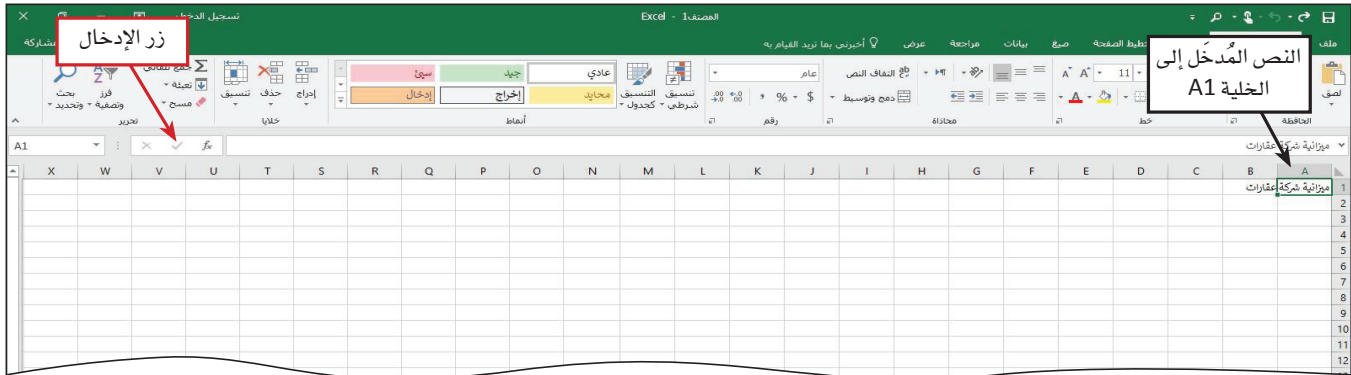 المصنف1 - Excel
تسجيل الدخول
ملف
تخطيط الصفحة
صيغ
بيانات
مراجعة
عرض
أخبرني بما تريد القيام به
مشاركة
زر الإدخال
النص المُدخَل إلى
الخلية A1
لصق
11
التفاف النص
دمج وتوسيط
عام
$ % ,
تنسيق شرطي
التنسيق كجدول
عادي
جيد
سيئ
محايد
إخراج
إدخال
إدراج
حذف
تنسيق
جمع تلقائي
تعبئة
مسح
فرز وتصفية
بحث وتحديد
الحافظة
خط
محاذاة
رقم
أنماط
خلايا
تحرير
A1
fx
ميزانية شركة عقارات
A B C D E F G H I J K L M N O P Q R S T U V W X
1 ميزانية شركة عقارات
2
3
4
5
6
7
8
9
10
11
12